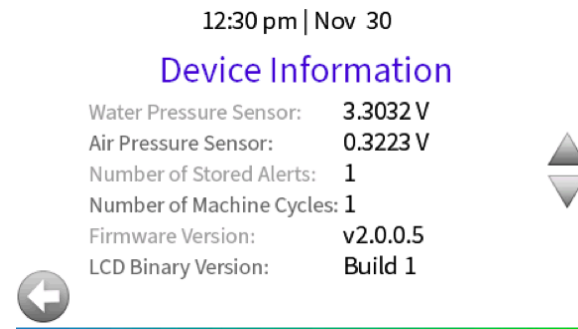 12:30 pm | Nov 30
Device Information
Water Pressure Sensor: 3.3032 V
Air Pressure Sensor: 0.3223 V
Number of Stored Alerts: 1
Number of Machine Cycles: 1
Firmware Version: v2.0.0.5
LCD Binary Version: Build 1